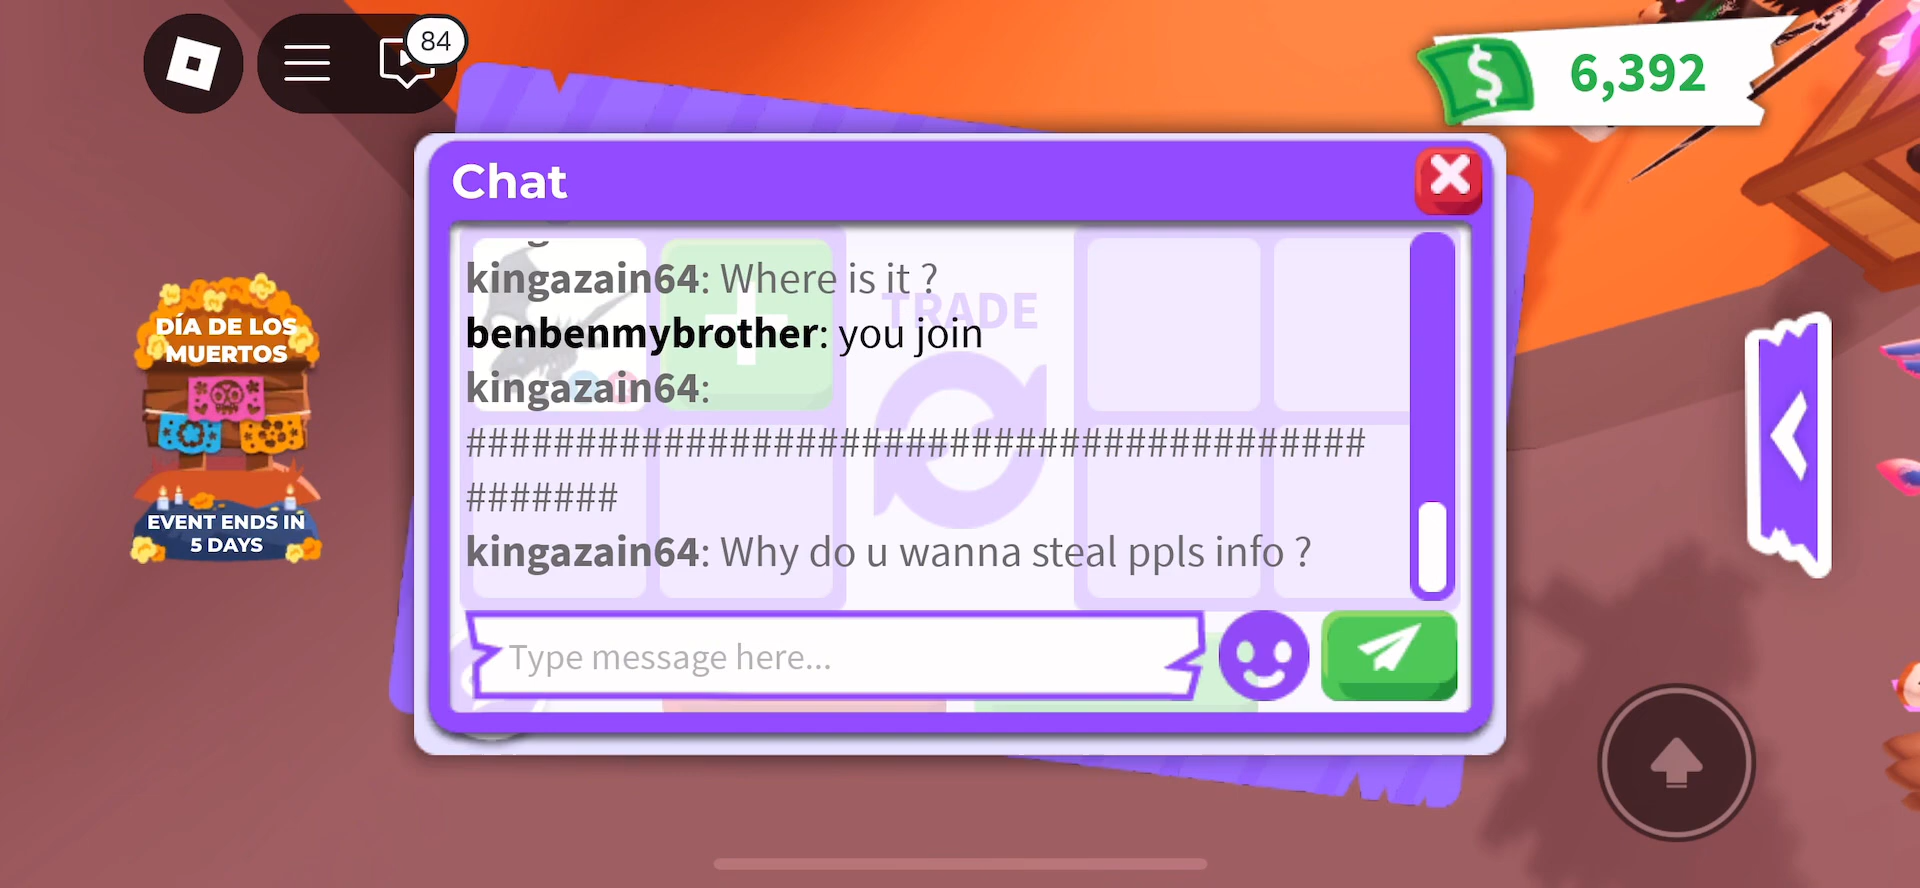 84
6,392
Chat
kingazain64: Where is it ?
TRADE
benbenmybrother: you join
kingazain64:
#########################################
#######
kingazain64: Why do u wanna steal ppls info ?
Type message here...
DÍA DE LOS
MUERTOS
EVENT ENDS IN
5 DAYS